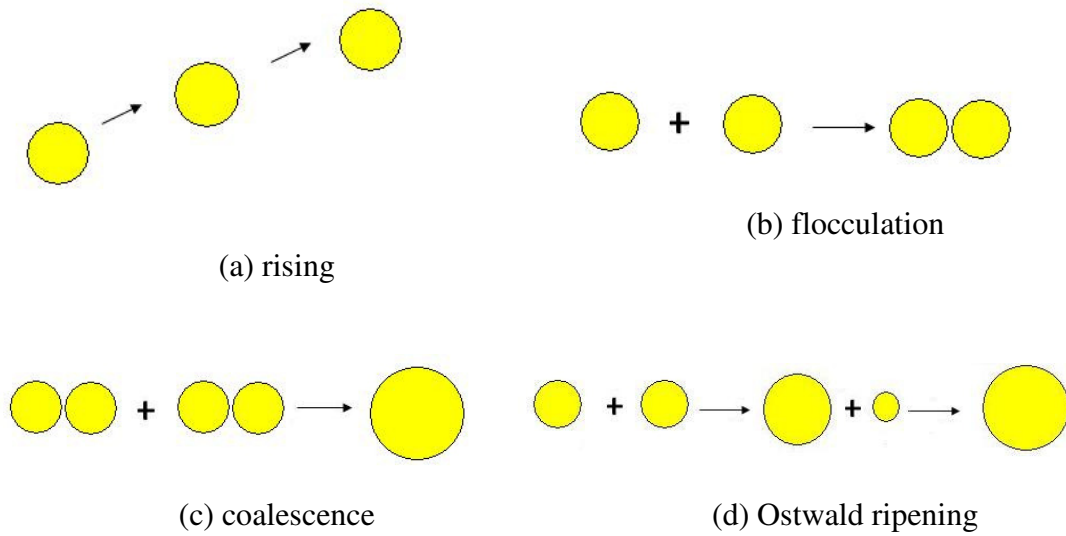 +
(b) flocculation
(a) rising
+ +
+ +
(c) coalescence
(d) Ostwald ripening